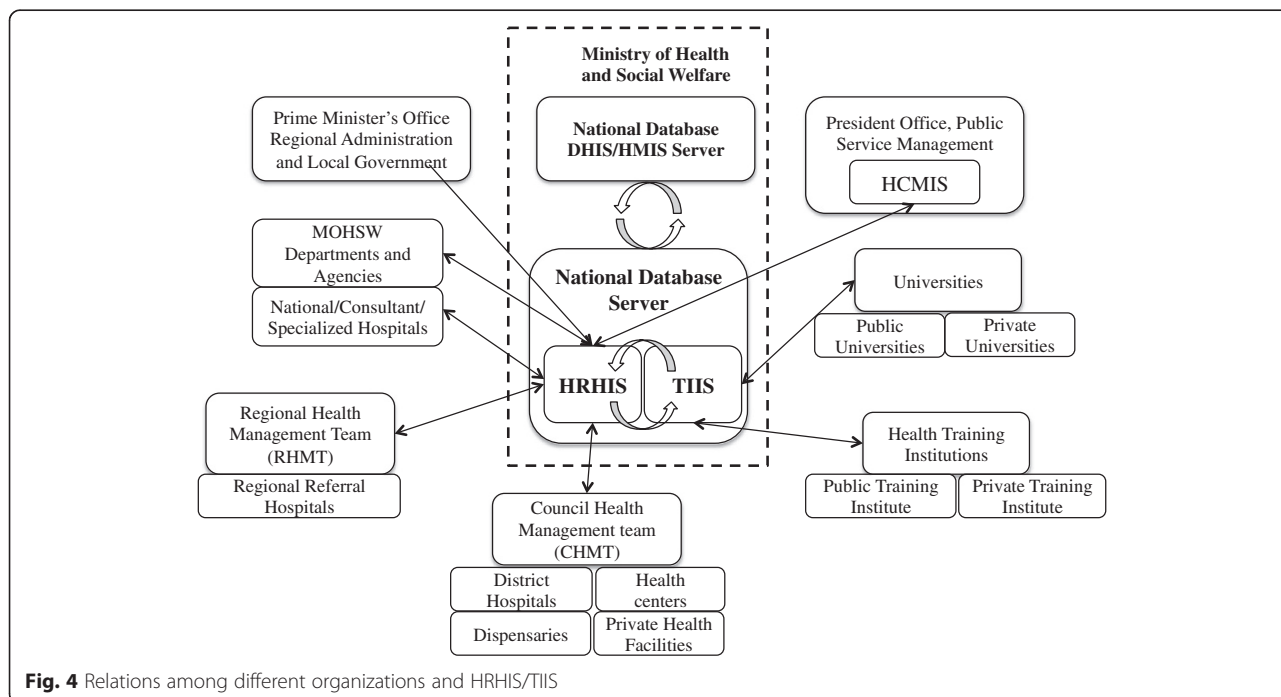 Ministry of Health
and Social Welfare
Prime Minister's Office
Regional Administration
and Local Government
National Database
DHIS/HMIS Server
President Office, Public
Service Management
HCMIS
MOHSW
Departments and
Agencies
National/Consultant/
Specialized Hospitals
National Database
Server
HRHIS
TIIS
Universities
Public
Universities
Private
Universities
Regional Health
Management Team
(RHMT)
Regional Referral
Hospitals
Health Training
Institutions
Public Training
Institute
Private Training
Institute
Council Health
Management team
(CHMT)
District
Hospitals
Health
centers
Dispensaries
Private Health
Facilities
Fig. 4 Relations among different organizations and HRHIS/TIIS